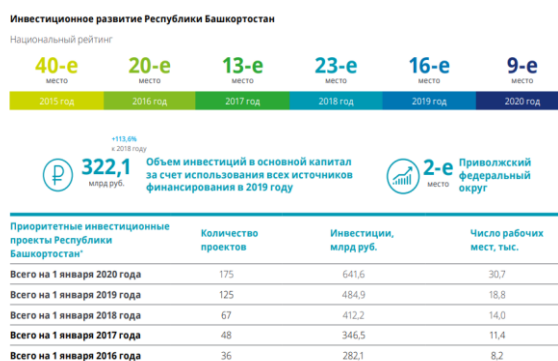 Инвестиционное развитие Республики Башкортостан
Национальный рейтинг
40-е 20-е 13-е 23-е 16-е 9-е
место место место место место место
2015 год 2016 год 2017 год 2018 год 2019 год 2020 год
+113,6%
к 2018 году
322,1
млрд руб.
Объем инвестиций в основной капитал
за счет использования всех источников
финансирования в 2019 году
2-е
место
Приволжский
федеральный
округ
Приоритетные инвестиционные
проекты Республики
Башкортостан*
Количество
проектов
Инвестиции,
млрд руб.
Число рабочих
мест, тыс.
Всего на 1 января 2020 года 175 641,6 30,7
Всего на 1 января 2019 года 125 484,9 18,8
Всего на 1 января 2018 года 67 412,2 14,0
Всего на 1 января 2017 года 48 346,5 11,4
Всего на 1 января 2016 года 36 282,1 8,2